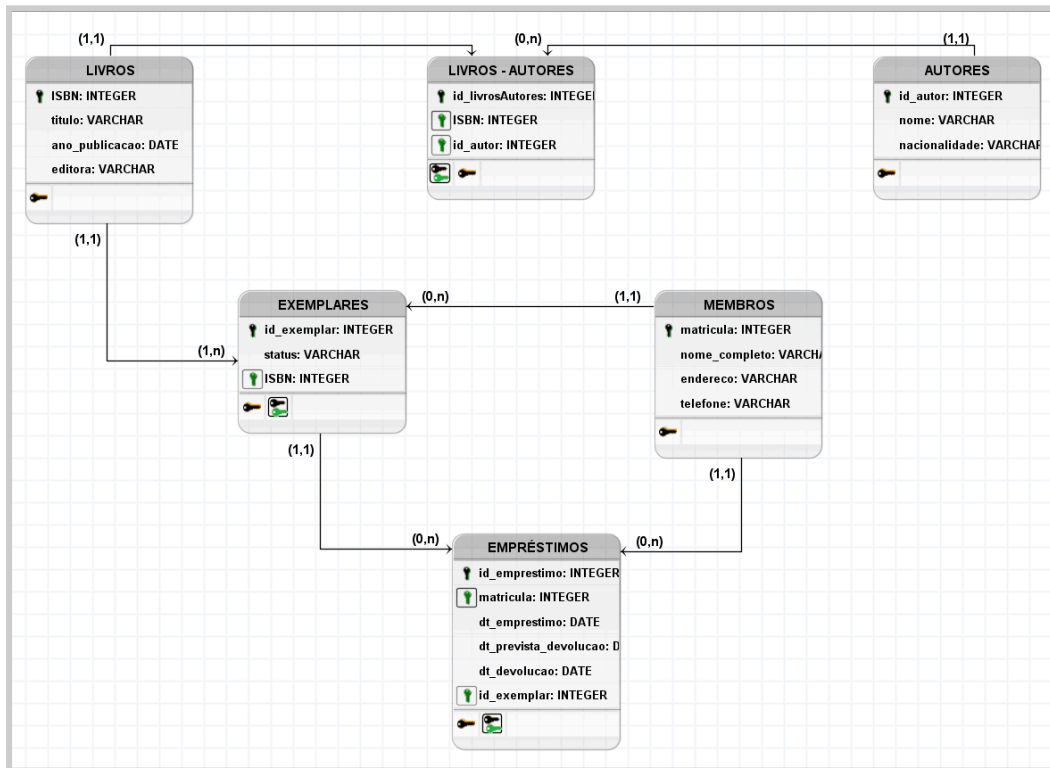 (1,1)
(0,n)
(1,1)
LIVROS
ISBN: INTEGER
titulo: VARCHAR
ano_publicacao: DATE
editora: VARCHAR
LIVROS - AUTORES
id_livrosAutores: INTEGE
ISBN: INTEGER
id_autor: INTEGER
AUTORES
id_autor: INTEGER
nome: VARCHAR
nacionalidade: VARCHAR
(1,1)
(0,n)
(1,1)
(1,n)
EXEMPLARES
id_exemplar: INTEGER
status: VARCHAR
ISBN: INTEGER
MEMBROS
matricula: INTEGER
nome_completo: VARCHA
endereco: VARCHAR
telefone: VARCHAR
(1,1)
(1,1)
(0,n)
(0,n)
EMPRÉSTIMOS
id_emprestimo: INTEGER
matricula: INTEGER
dt_emprestimo: DATE
dt_prevista_devolucao: D
dt_devolucao: DATE
id_exemplar: INTEGER